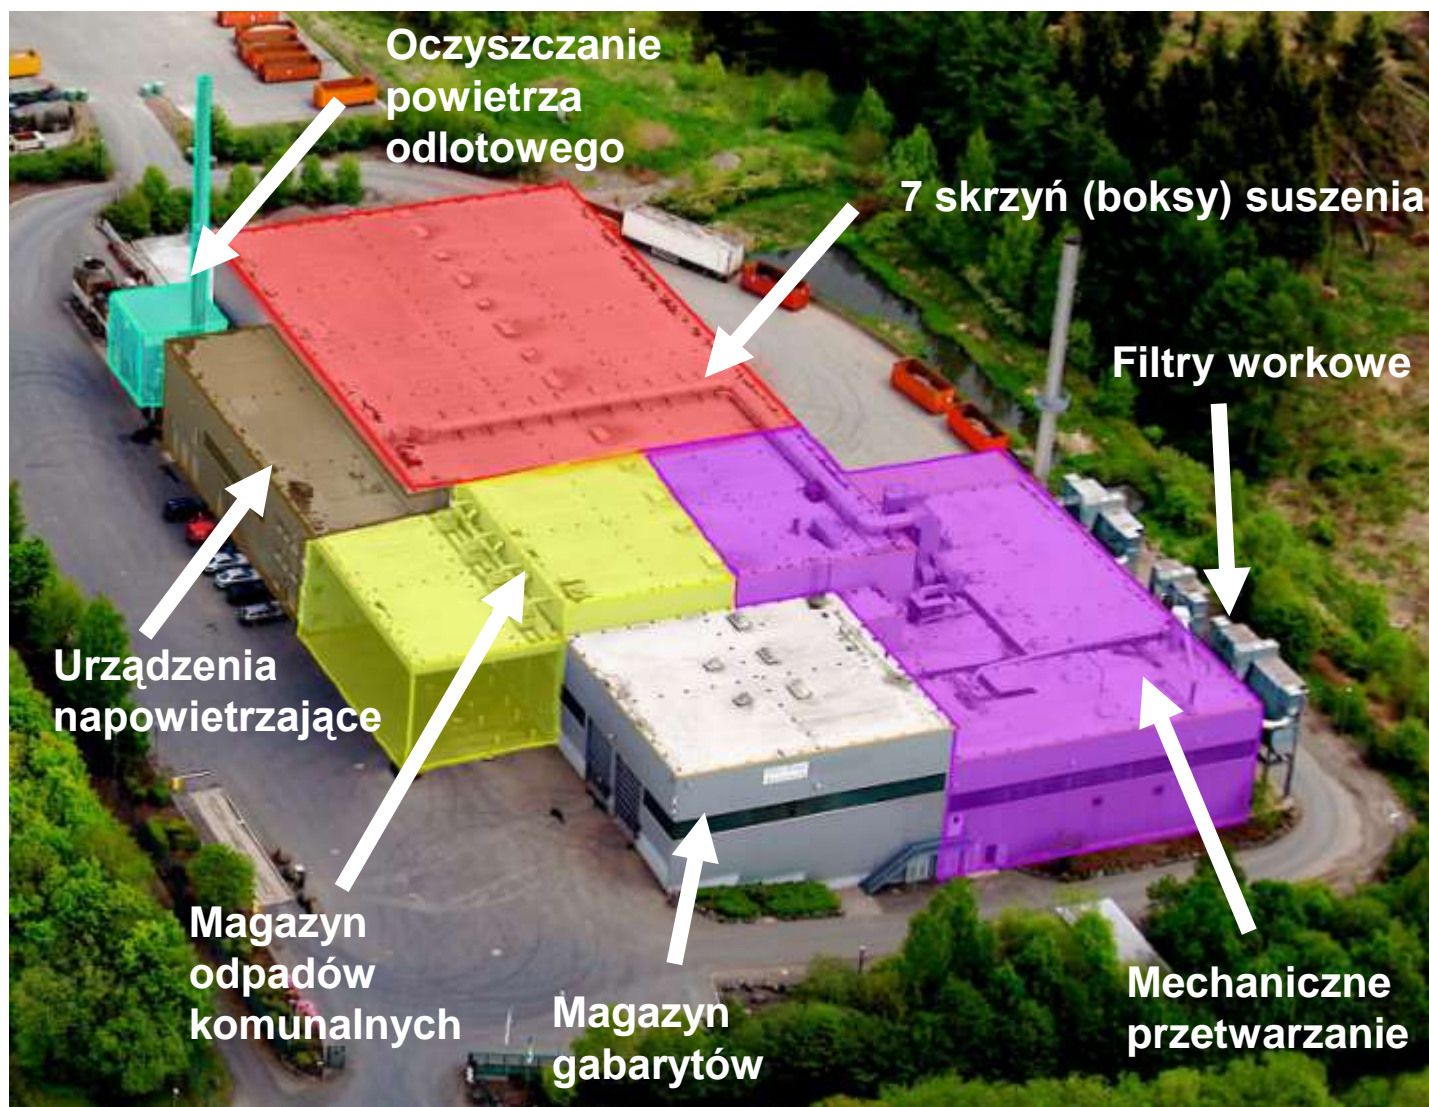 Oczyszczanie
powietrza
odlotowego
7 skrzyń (boksy) suszenia
Filtry workowe
Urządzenia
napowietrzające
Magazyn
odpadów
komunalnych
Magazyn
gabarytów
Mechaniczne
przetwarzanie